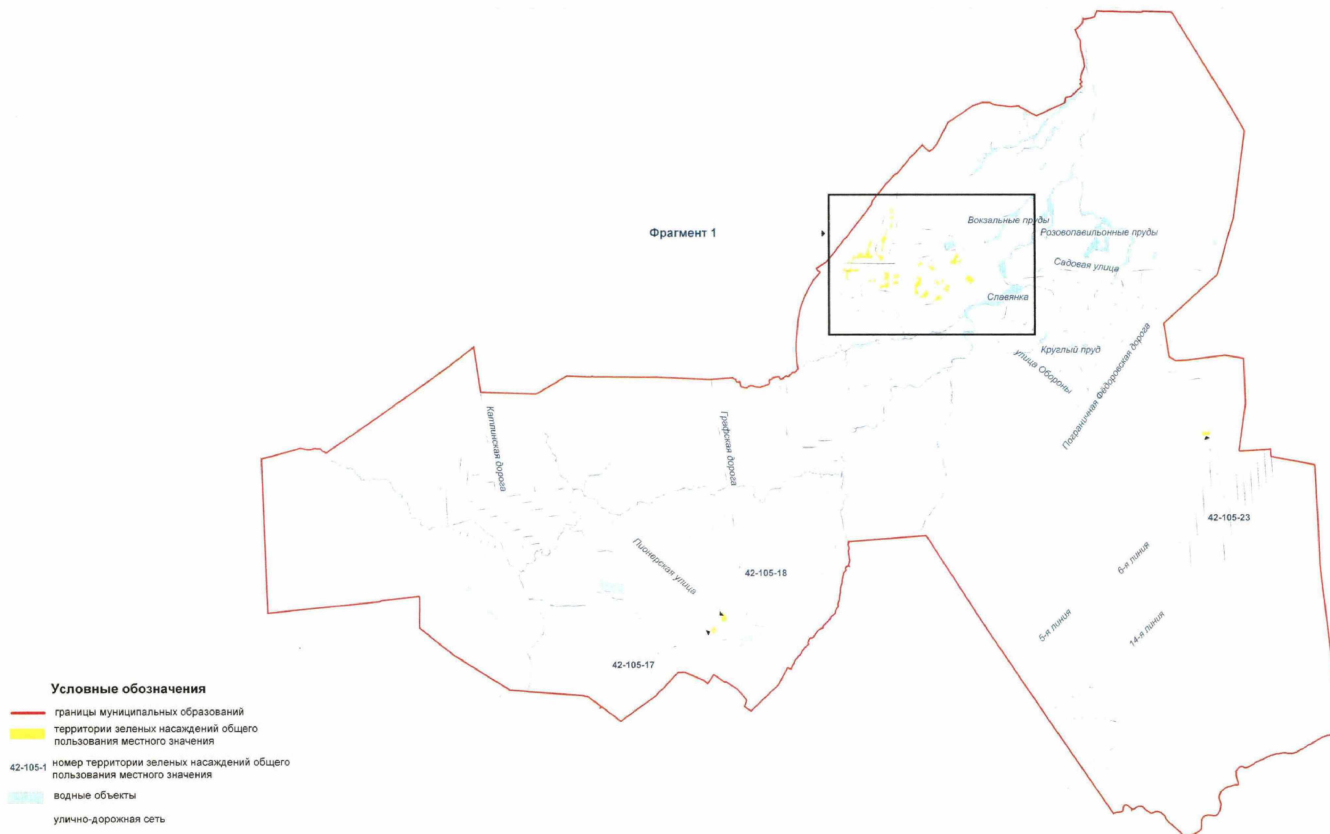 Вокзальные пруды
Фрагмент 1
Розовопавильонные пруды
Садовая улица
Славянка
Круглый пруд
улица Обороны
Пограничная Фёдоровская дорога
Катлинская дорога
Графская дорога
42-105-23
Пионерская улица
6-я линия
42-105-18
5-я линия
14-я линия
42-105-17
Условные обозначения
границы муниципальных образований
территории зеленых насаждений общего
пользования местного значения
42-105-1 номер территории зеленых насаждений общего
пользования местного значения
водные объекты
улично-дорожная сеть